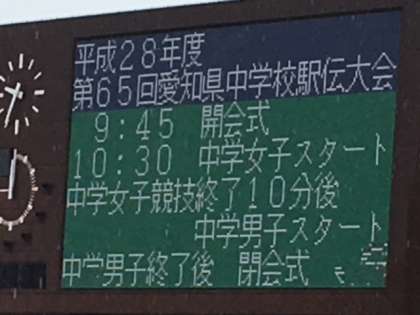 平成２８年度
第６５回愛知県中学校駅伝大会
９：４５　開会式
１０：３０　中学女子スタート
中学女子競技終了１０分後
中学男子スタート
中学男子終了後　閉会式